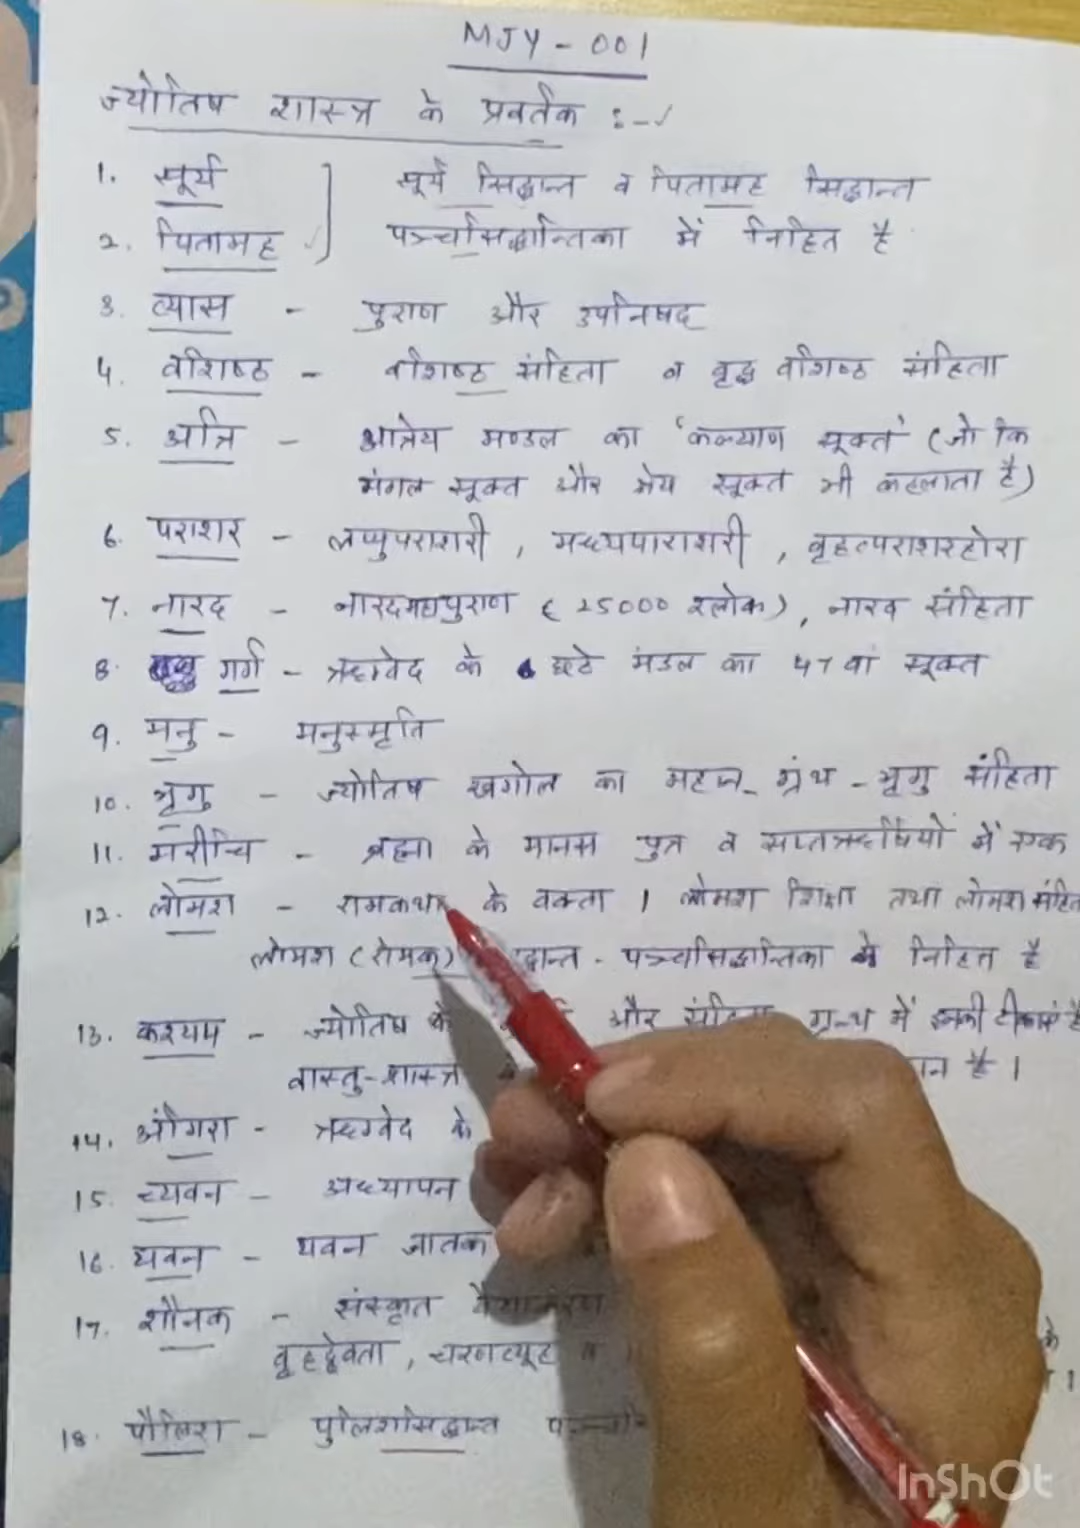 MJY - 001
ज्योतिष शास्त्र के प्रवर्तक :-
1. सूर्य सूर्य सिद्धान्त व पितामह सिद्धान्त
2. पितामह पञ्चसिद्धान्तिका में निहित है
3. व्यास - पुराण और उपनिषद
4. वशिष्ठ - वशिष्ठ संहिता व वृद्ध वशिष्ठ संहिता
5. अत्रि - आत्रेय मण्डल का 'कल्याण सूक्त' (जो कि
मंगल सूक्त और सूक्त भी कहलाता है)
6. पराशर - लघुपराशरी , मध्यपाराशरी , वृहत्पराशरहोरा
7. नारद - नारदमहापुराण (25000 श्लोक), नारद संहिता
8. गर्ग - ऋग्वेद के छटे मंडल का 47 वां सूक्त
9. मनु - मनुस्मृति
10. भृगु - ज्योतिष खगोल का महान ग्रंथ - भृगु संहिता
11. मरीचि - ब्रह्मा के मानस पुत्र व सप्तऋषियों में एक
12. लोमश - रामकथा के वक्ता । लोमश शिक्षा तथा लोमश
लोमश (रोमक) पञ्चसिद्धान्तिका में निहित है
13. कश्यप - ज्योतिष के और संहिता ग्रन्थ में इनकी टीकाएं है
वास्तु-शास्त्र है ।
14. अंगिरा - ऋग्वेद के
15. च्यवन - अध्यापन
16. यवन - यवन जातक
17. शौनक - संस्कृत
वृहद्देवता , चरणव्यूह के
18. पौलिश - पुलिशसिद्धान्त
InShOt